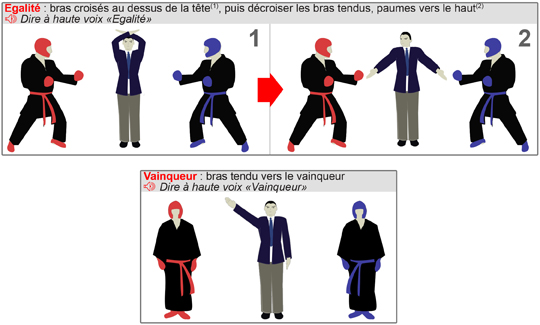 Egalité : bras croisés au dessus de la tête(1), puis décroiser les bras tendus, paumes vers le haut(2)
Dire à haute voix «Egalité»
1
2
Vainqueur : bras tendu vers le vainqueur
Dire à haute voix «Vainqueur»